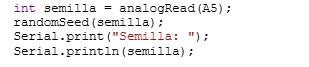 int semilla = analogRead(A5);
randomSeed(semilla);
Serial.print("Semilla: ");
Serial.println(semilla);